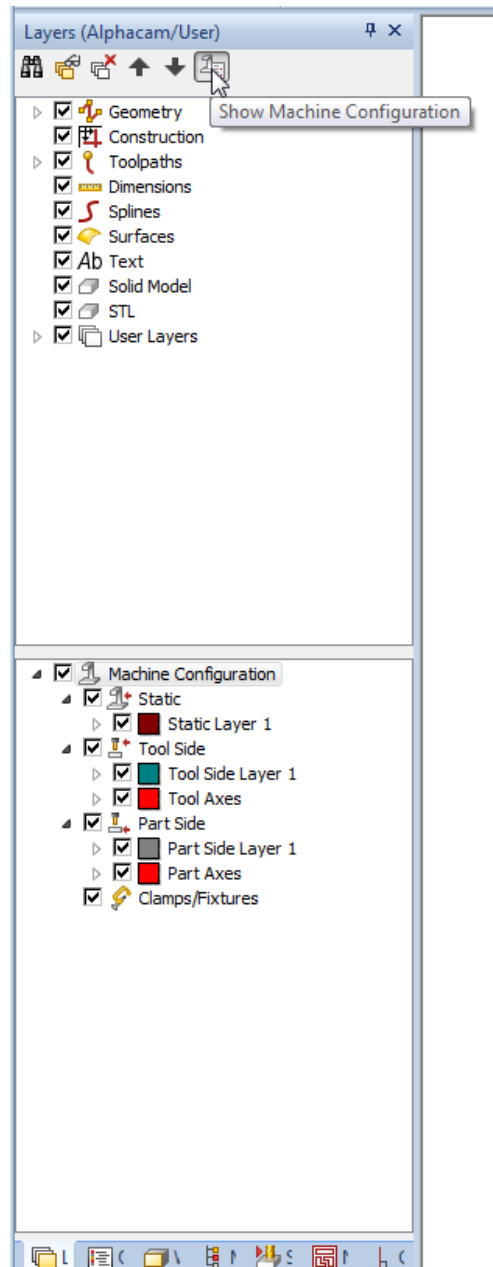 Layers (Alphacam/User)
Show Machine Configuration
Geometry
Construction
Toolpaths
Dimensions
Splines
Surfaces
Ab Text
Solid Model
STL
User Layers
Machine Configuration
Static
Static Layer 1
Tool Side
Tool Side Layer 1
Tool Axes
Part Side
Part Side Layer 1
Part Axes
Clamps/Fixtures